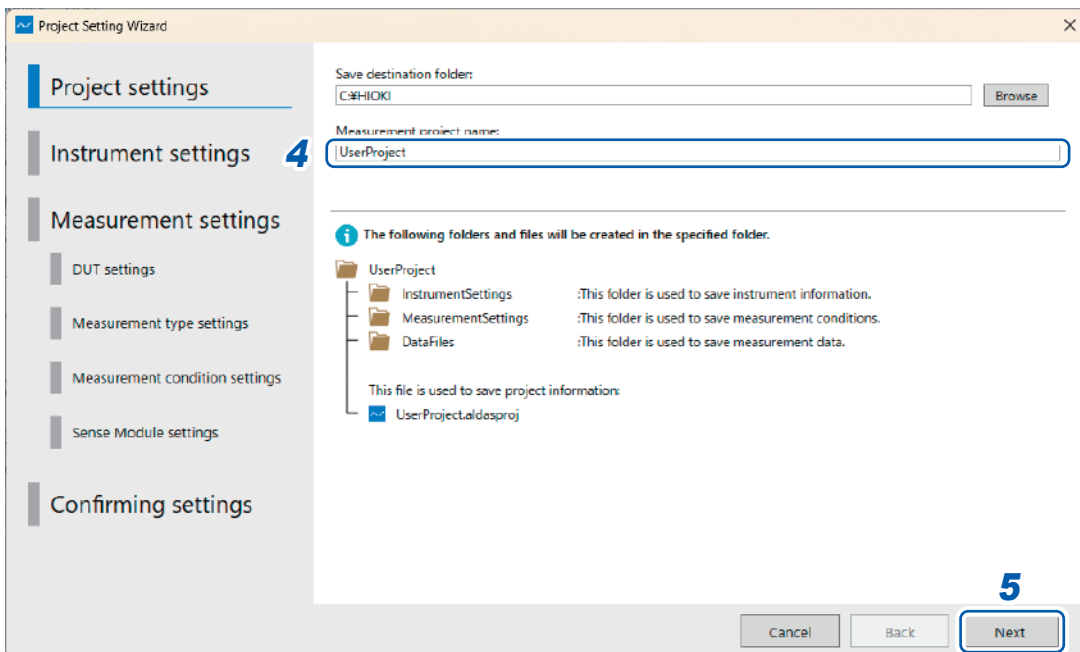 Project Setting Wizard
Project settings
Instrument settings
Measurement settings
DUT settings
Measurement type settings
Measurement condition settings
Sense Module settings
Confirming settings
Save destination folder:
C:¥HIOKI
Browse
Measurement project name:
4
UserProject
The following folders and files will be created in the specified folder.
UserProject
InstrumentSettings :This folder is used to save instrument information.
MeasurementSettings :This folder is used to save measurement conditions.
DataFiles :This folder is used to save measurement data.
This file is used to save project information:
UserProject.aldasproj
5
Cancel Back Next